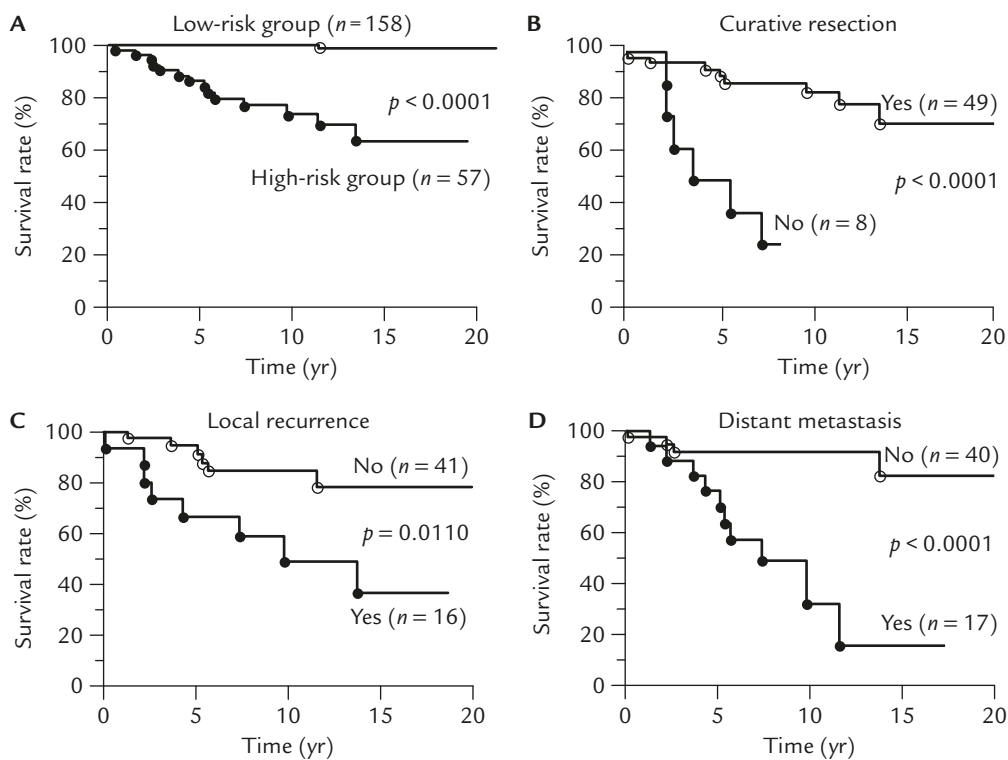 A
Low-risk group (n = 158)
100
80
60
40
20
0
Survival rate (%)
p < 0.0001
High-risk group (n = 57)
0 5 10 15 20
Time (yr)
B
Curative resection
100
80
60
40
20
0
Survival rate (%)
Yes (n = 49)
p < 0.0001
No (n = 8)
0 5 10 15 20
Time (yr)
C
Local recurrence
100
80
60
40
20
0
Survival rate (%)
No (n = 41)
p = 0.0110
Yes (n = 16)
0 5 10 15 20
Time (yr)
D
Distant metastasis
100
80
60
40
20
0
Survival rate (%)
No (n = 40)
p < 0.0001
Yes (n = 17)
0 5 10 15 20
Time (yr)